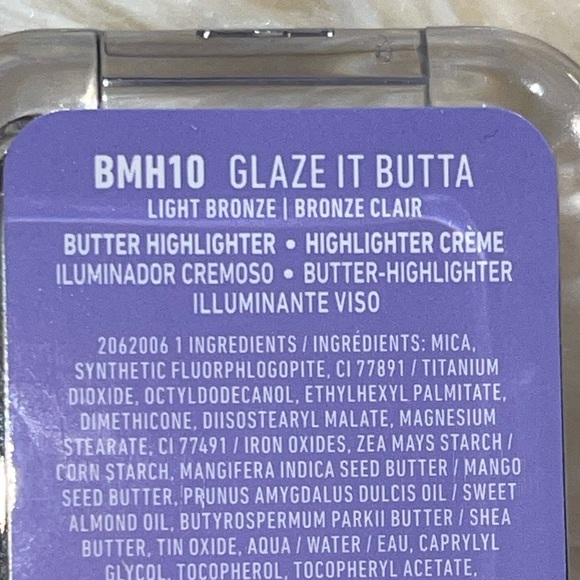 BMH10 GLAZE IT BUTTA
LIGHT BRONZE | BRONZE CLAIR
BUTTER HIGHLIGHTER • HIGHLIGHTER CRÈME
ILUMINADOR CREMOSO • BUTTER-HIGHLIGHTER
ILLUMINANTE VISO
2062006 1 INGREDIENTS / INGRÉDIENTS: MICA,
SYNTHETIC FLUORPHLOGOPITE, CI 77891 / TITANIUM
DIOXIDE, OCTYLDODECANOL, ETHYLHEXYL PALMITATE,
DIMETHICONE, DIISOSTEARYL MALATE, MAGNESIUM
STEARATE, CI 77491 / IRON OXIDES, ZEA MAYS STARCH /
CORN STARCH, MANGIFERA INDICA SEED BUTTER / MANGO
SEED BUTTER, PRUNUS AMYGDALUS DULCIS OIL / SWEET
ALMOND OIL, BUTYROSPERMUM PARKII BUTTER / SHEA
BUTTER, TIN OXIDE, AQUA / WATER / EAU, CAPRYLYL
GLYCOL, TOCOPHEROL, TOCOPHERYL ACETATE,